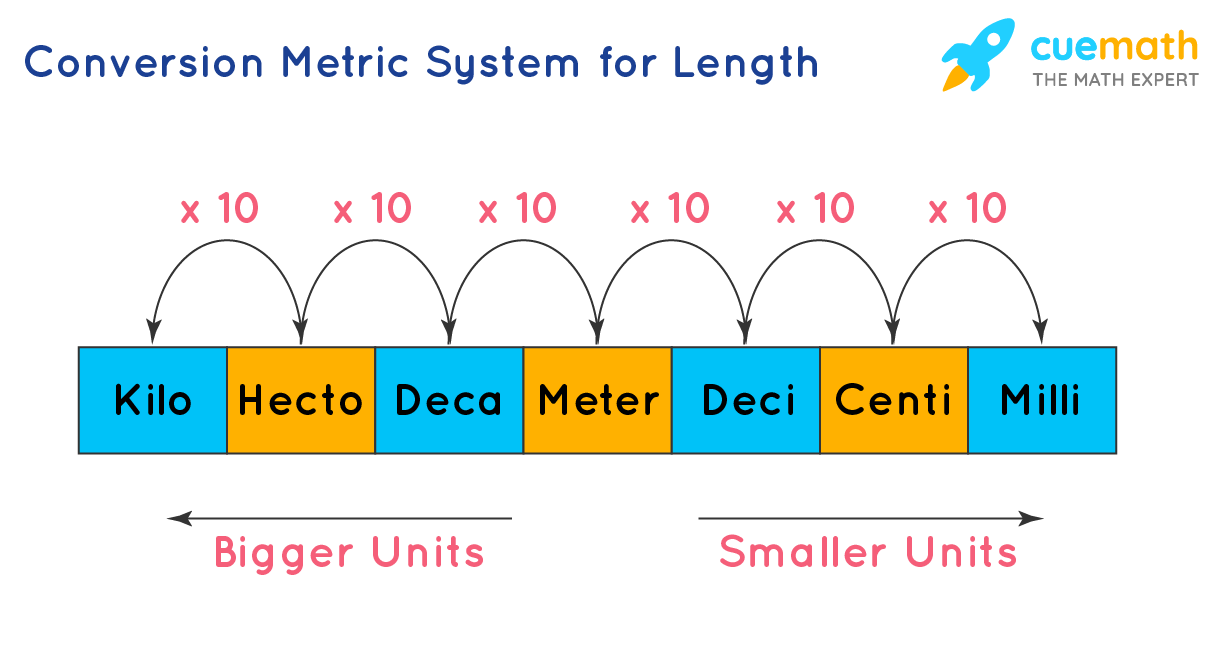 Conversion Metric System for Length
cuemath
THE MATH EXPERT
x 10 x 10 x 10 x 10 x 10 x 10
Kilo Hecto Deca Meter Deci Centi Milli
Bigger Units Smaller Units